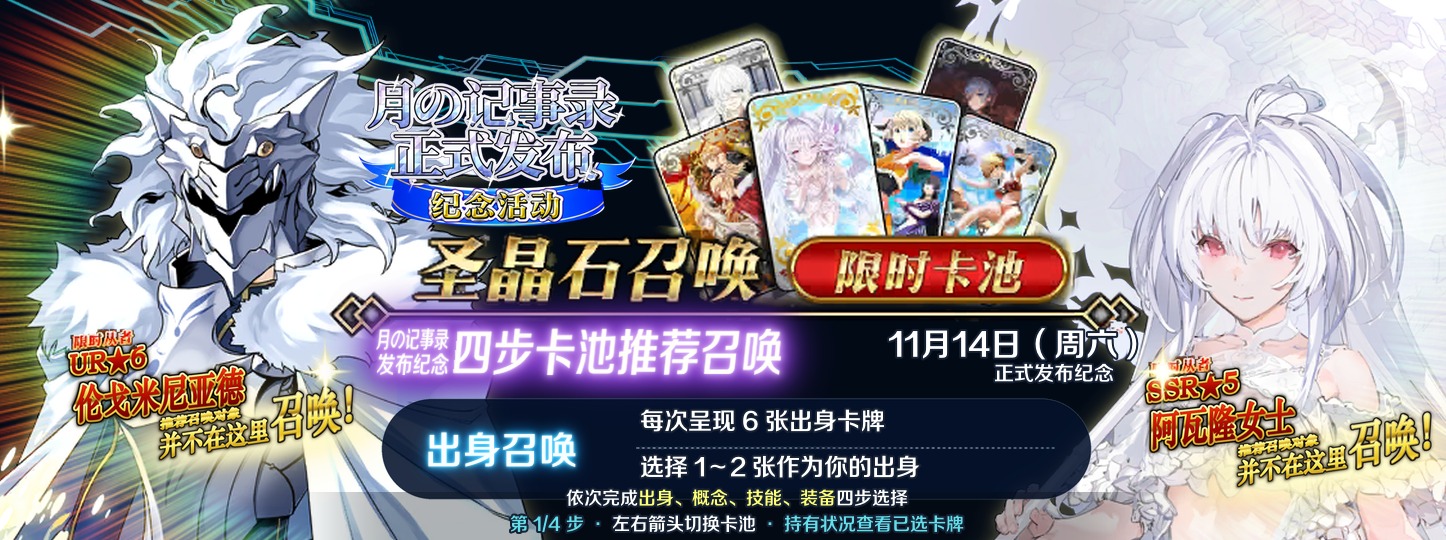 月の记事录
正式发布
纪念活动
圣晶石召唤
限时卡池
月の记事录
发布纪念
四步卡池推荐召唤
11月14日（周六）
正式发布纪念
限时从者
UR★6
伦戈米尼亚德
推荐召唤对象
并不在这里召唤！
限时从者
SSR★5
阿瓦隆女士
推荐召唤对象
并不在这里召唤！
出身召唤
每次呈现 6 张出身卡牌
选择 1~2 张作为你的出身
依次完成出身、概念、技能、装备四步选择
第 1/4 步 · 左右箭头切换卡池 · 持有状况查看已选卡牌